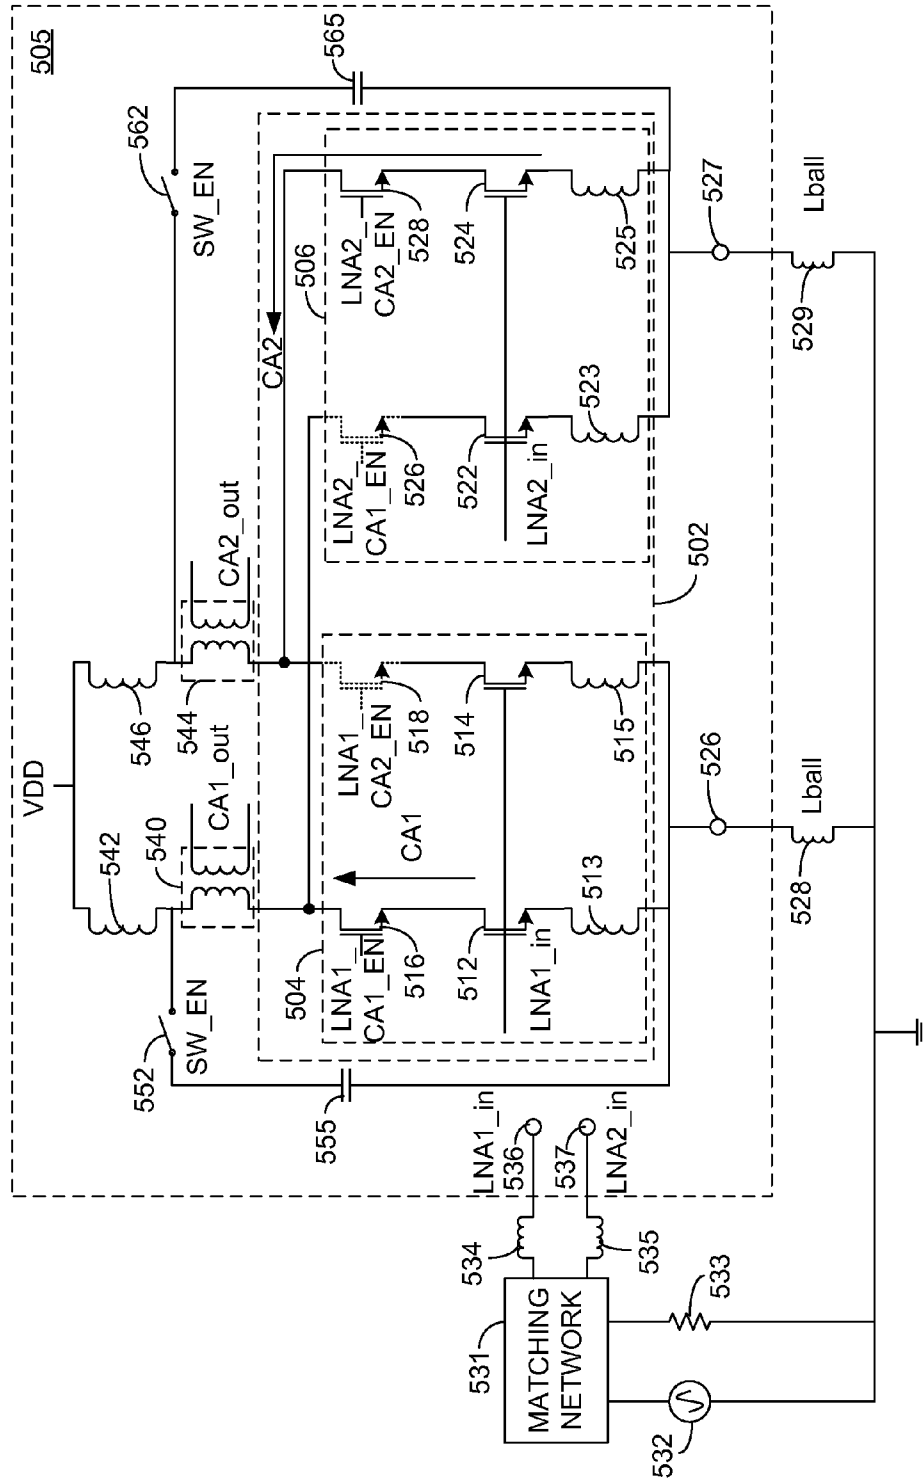 505
VDD
542
546
562
552
SW_EN
540
CA1_out
544
CA2_out
SW_EN
565
504
506
CA2
555
LNA1_
CA1_EN
516
CA1
LNA1_
CA2_EN
518
LNA2_
CA1_EN
526
LNA2_
CA2_EN
528
512
514
522
524
LNA1_in
LNA2_in
LNA1_in
536
537
LNA2_in
513
515
523
525
502
534
535
531
MATCHING
NETWORK
533
532
526
527
Lball
528
Lball
529